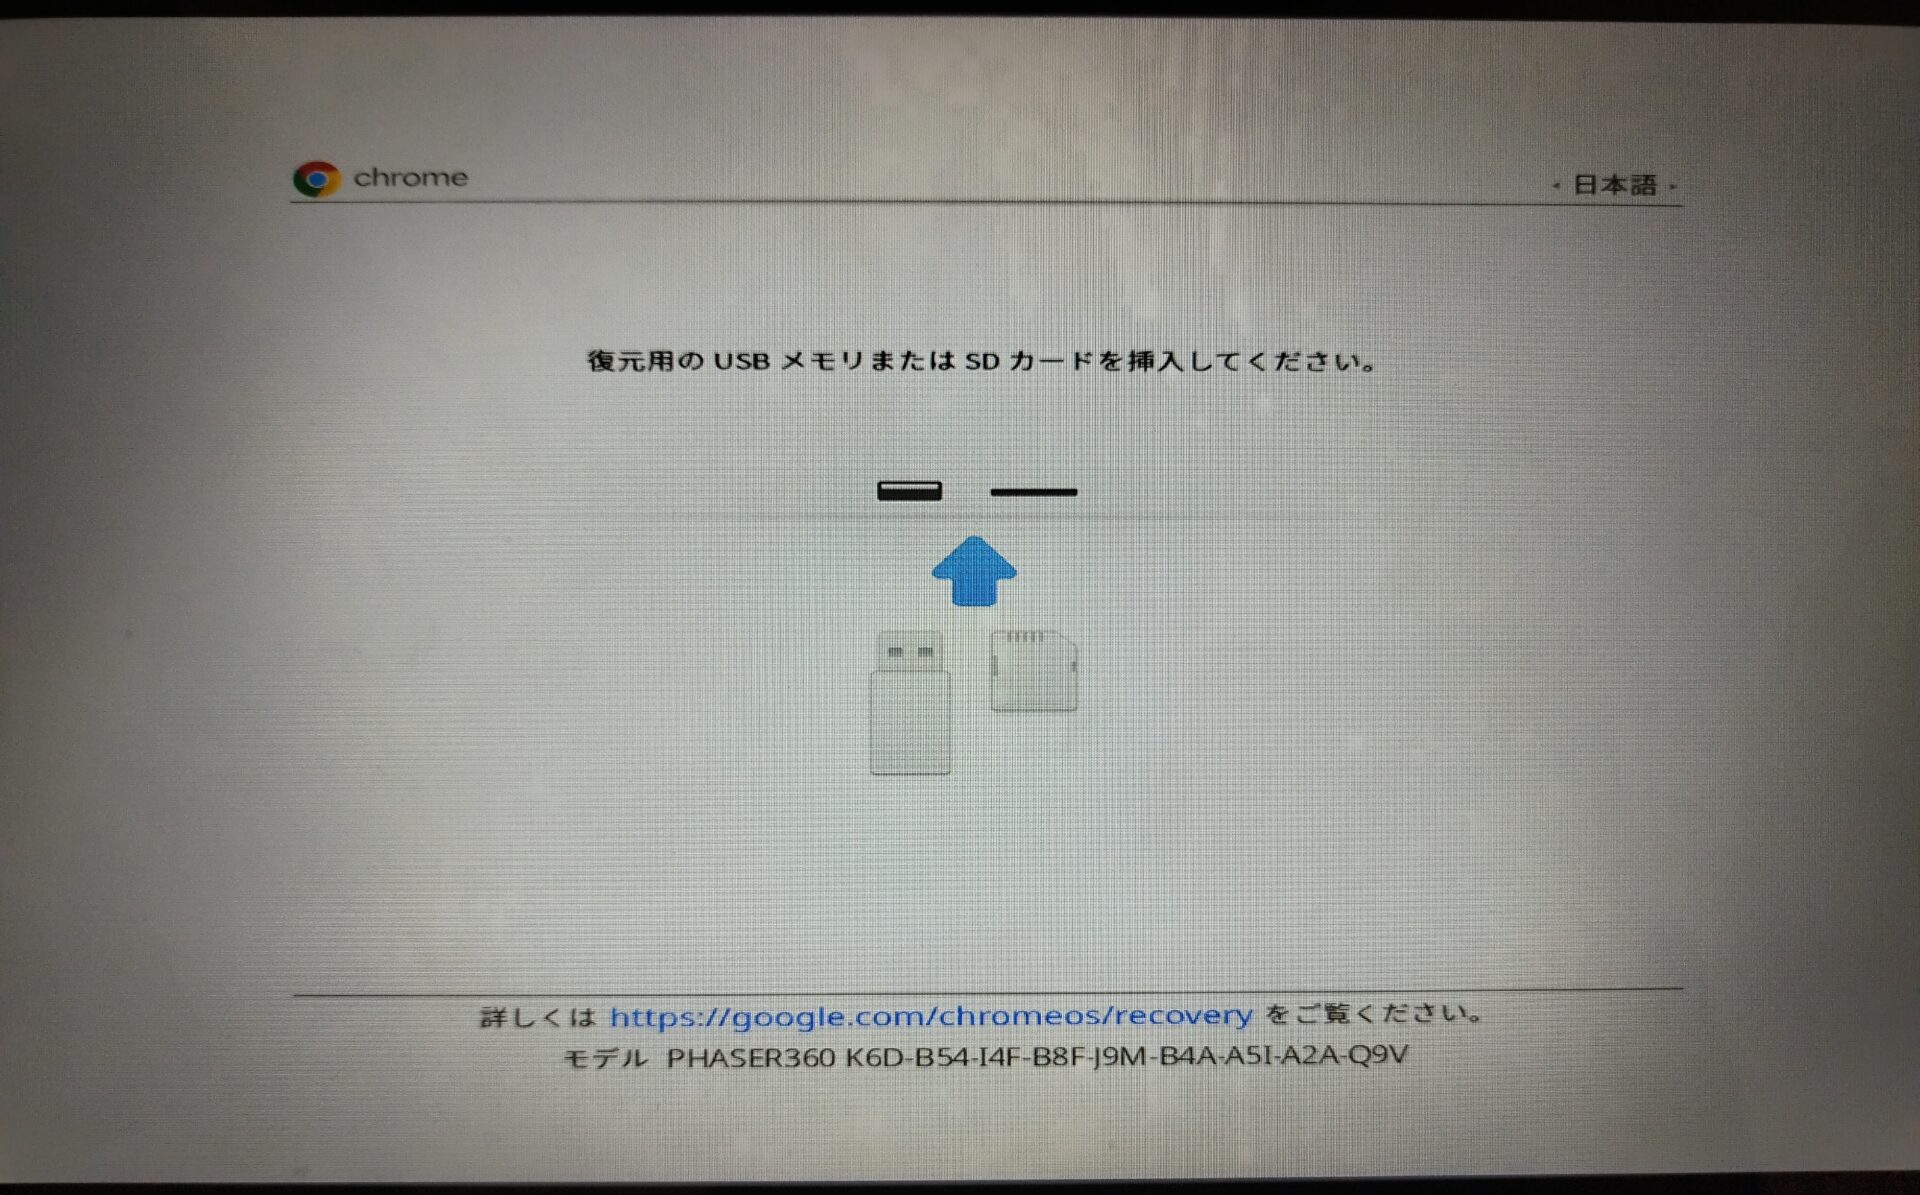 chrome
日本語
復元用の USB メモリまたは SD カードを挿入してください。
詳しくは https://google.com/chromeos/recovery をご覧ください。
モデル PHASER360 K6D-B54-I4F-B8F-J9M-B4A-A5I-A2A-Q9V